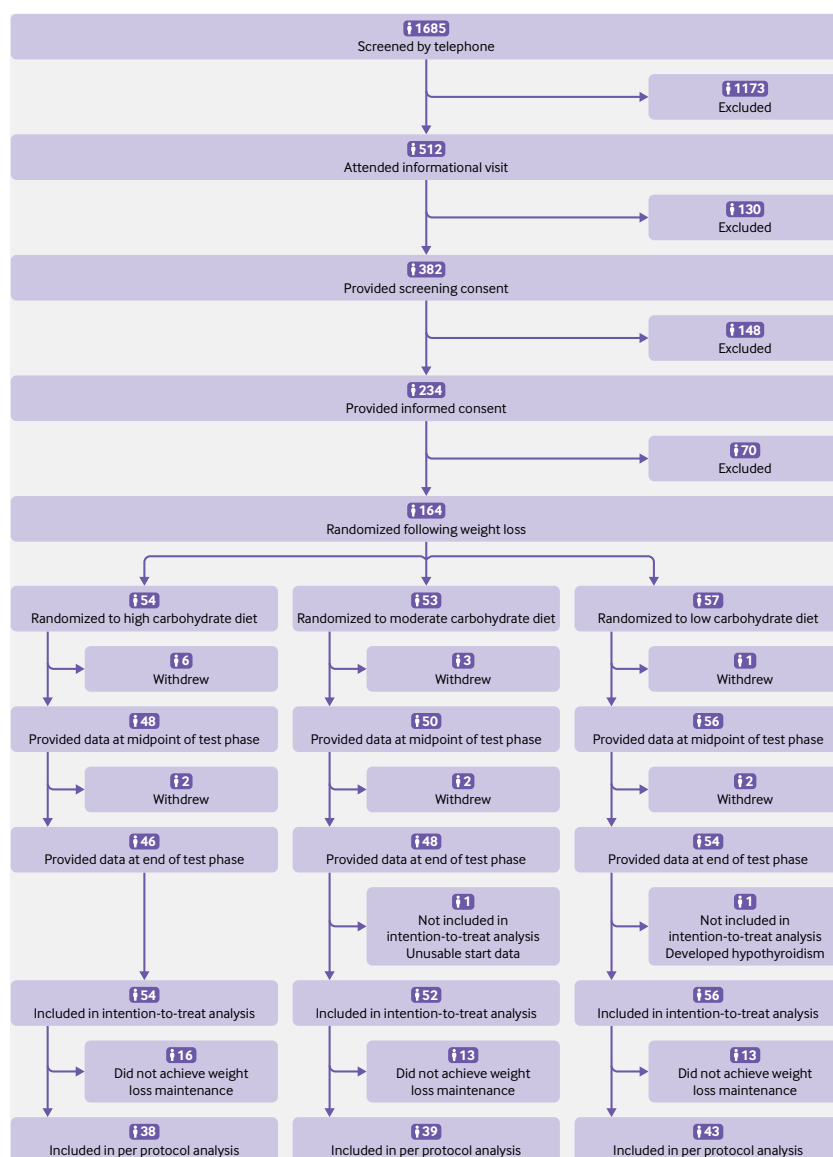 1685
Screened by telephone
1173
Excluded
512
Attended informational visit
130
Excluded
382
Provided screening consent
148
Excluded
234
Provided informed consent
70
Excluded
164
Randomized following weight loss
54
Randomized to high carbohydrate diet
53
Randomized to moderate carbohydrate diet
57
Randomized to low carbohydrate diet
6
Withdrew
3
Withdrew
1
Withdrew
48
Provided data at midpoint of test phase
50
Provided data at midpoint of test phase
56
Provided data at midpoint of test phase
2
Withdrew
2
Withdrew
2
Withdrew
46
Provided data at end of test phase
48
Provided data at end of test phase
54
Provided data at end of test phase
1
Not included in
intention-to-treat analysis
Unusable start data
1
Not included in
intention-to-treat analysis
Developed hypothyroidism
54
Included in intention-to-treat analysis
52
Included in intention-to-treat analysis
56
Included in intention-to-treat analysis
16
Did not achieve weight
loss maintenance
13
Did not achieve weight
loss maintenance
13
Did not achieve weight
loss maintenance
38
Included in per protocol analysis
39
Included in per protocol analysis
43
Included in per protocol analysis